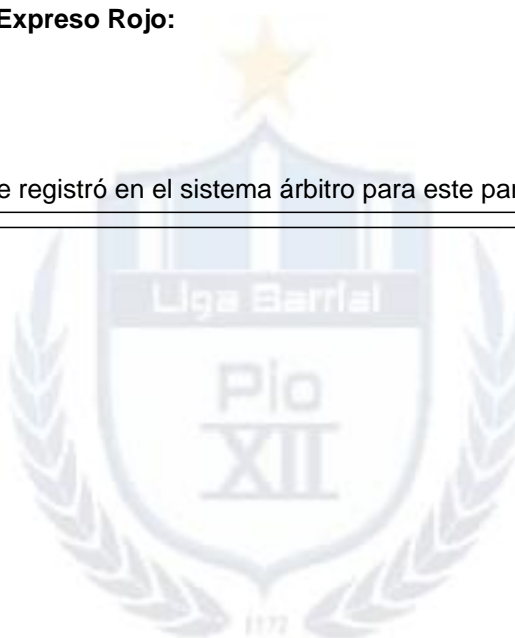 Expreso Rojo:
e registró en el sistema árbitro para este par
Liga Barrial
Pio
XII